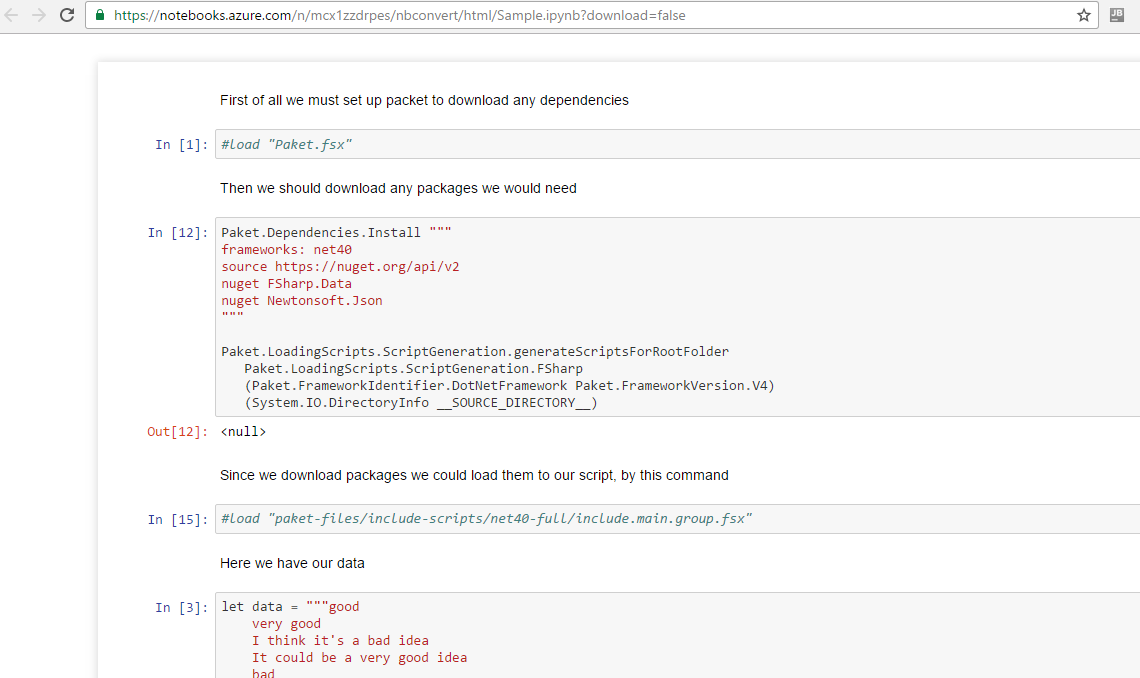 https://notebooks.azure.com/n/mcx1zzdrpes/nbconvert/html/Sample.ipynb?download=false
JB
First of all we must set up packet to download any dependencies
In [1]: #load "Paket.fsx"
Then we should download any packages we would need
In [12]: Paket.Dependencies.Install """
frameworks: net40
source https://nuget.org/api/v2
nuget FSharp.Data
nuget Newtonsoft.Json
"""
Paket.LoadingScripts.ScriptGeneration.generateScriptsForRootFolder
Paket.LoadingScripts.ScriptGeneration.FSharp
(Paket.FrameworkIdentifier.DotNetFramework Paket.FrameworkVersion.V4)
(System.IO.DirectoryInfo __SOURCE_DIRECTORY__)
Out[12]: <null>
Since we download packages we could load them to our script, by this command
In [15]: #load "paket-files/include-scripts/net40-full/include.main.group.fsx"
Here we have our data
In [3]: let data = """good
very good
I think it's a bad idea
It could be a very good idea
bad